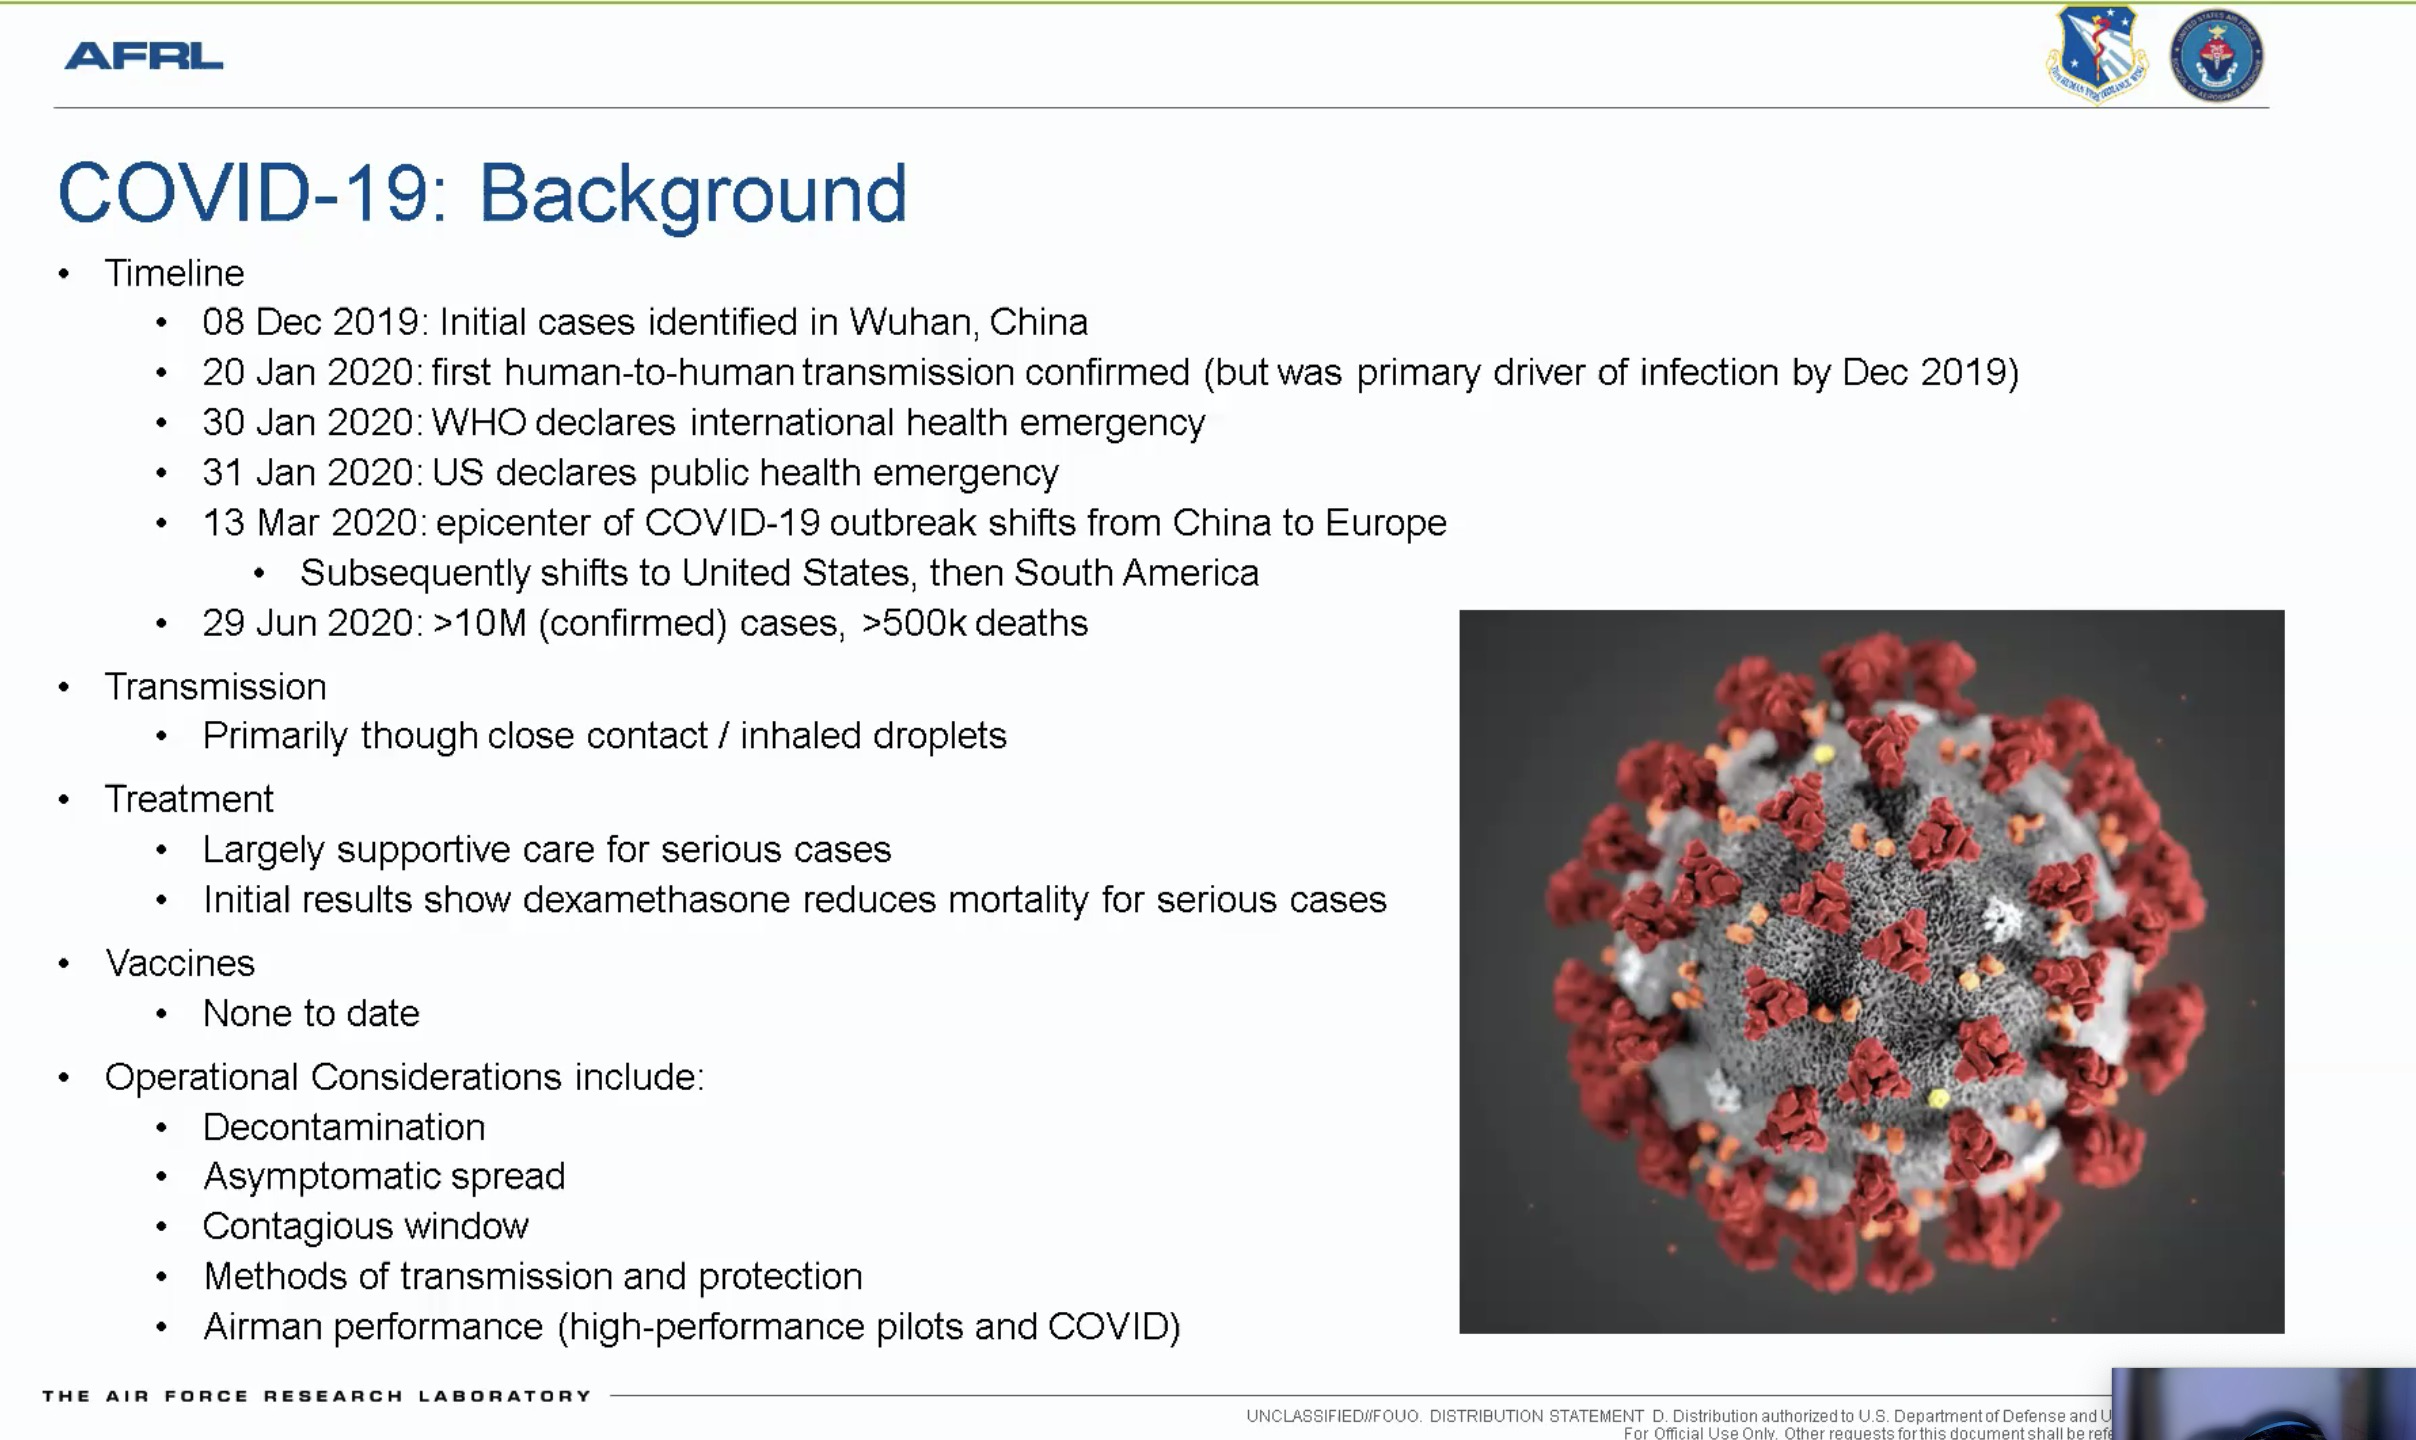 AFRL
COVID-19: Background
• Timeline
• 08 Dec 2019: Initial cases identified in Wuhan, China
• 20 Jan 2020: first human-to-human transmission confirmed (but was primary driver of infection by Dec 2019)
• 30 Jan 2020: WHO declares international health emergency
• 31 Jan 2020: US declares public health emergency
• 13 Mar 2020: epicenter of COVID-19 outbreak shifts from China to Europe
• Subsequently shifts to United States, then South America
• 29 Jun 2020: >10M (confirmed) cases, >500k deaths
• Transmission
• Primarily though close contact / inhaled droplets
• Treatment
• Largely supportive care for serious cases
• Initial results show dexamethasone reduces mortality for serious cases
• Vaccines
• None to date
• Operational Considerations include:
• Decontamination
• Asymptomatic spread
• Contagious window
• Methods of transmission and protection
• Airman performance (high-performance pilots and COVID)
THE AIR FORCE RESEARCH LABORATORY
UNCLASSIFIED//FOUO. DISTRIBUTION STATEMENT D. Distribution authorized to U.S. Department of Defense and U
For Official Use Only. Other requests for this document shall be refe